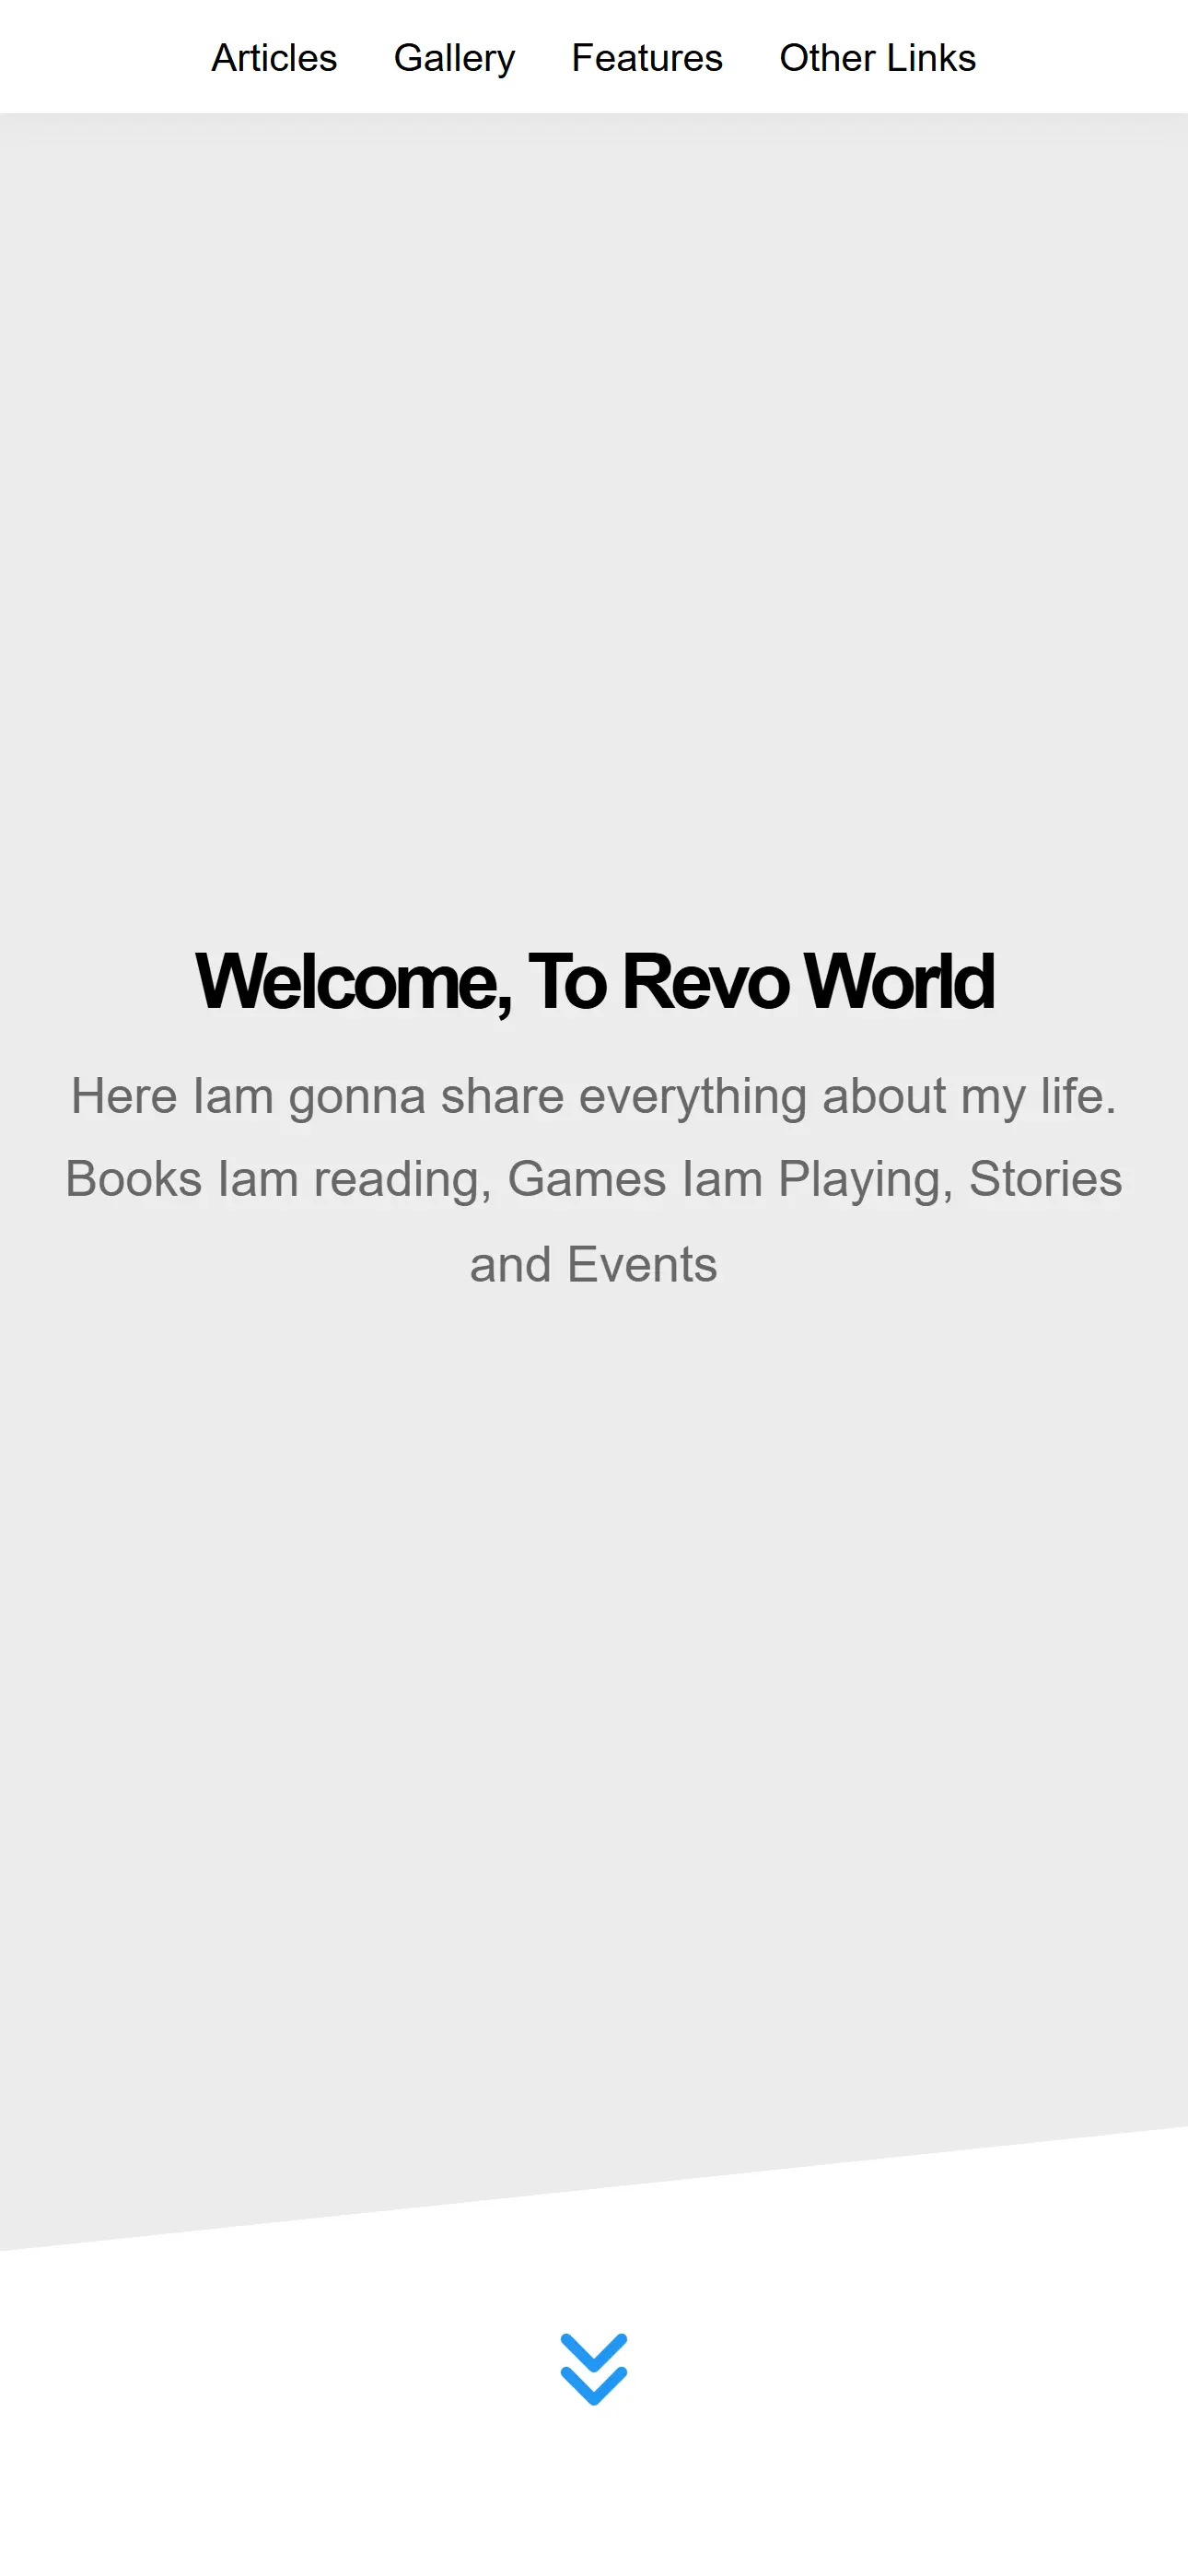 Articles Gallery Features Other Links
Welcome, To Revo World
Here Iam gonna share everything about my life.
Books Iam reading, Games Iam Playing, Stories
and Events